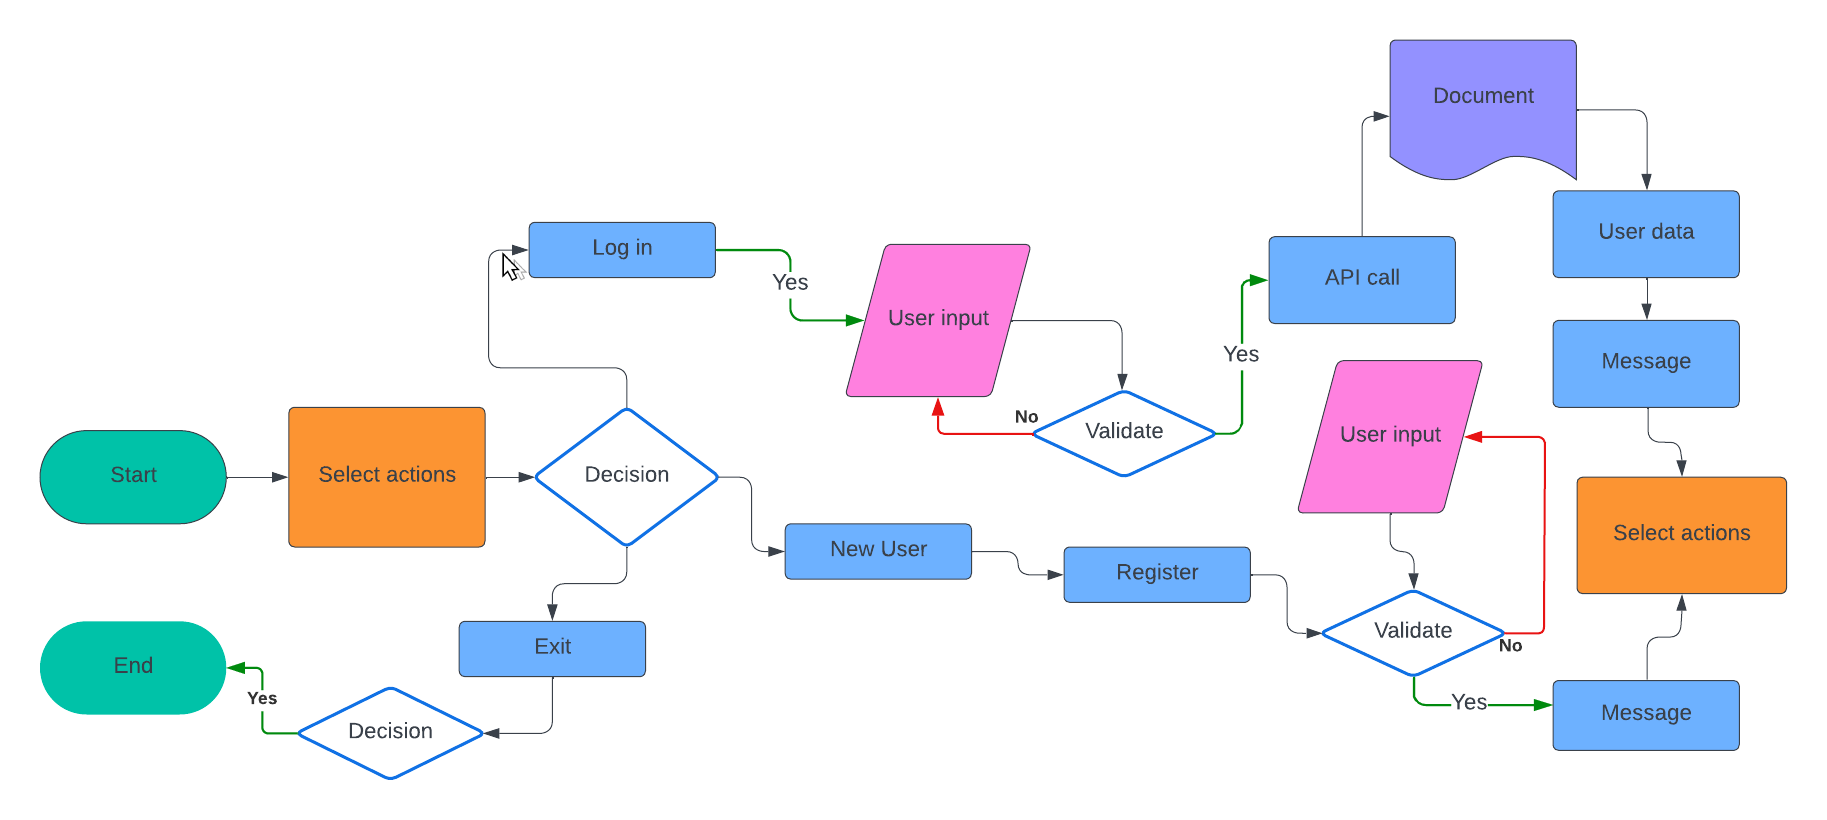 Document
User data
Log in
Yes
User input
API call
Yes
Message
No
Validate
User input
Start
Select actions
Decision
New User
Register
Select actions
Validate
No
Exit
End
Yes
Decision
Yes
Message